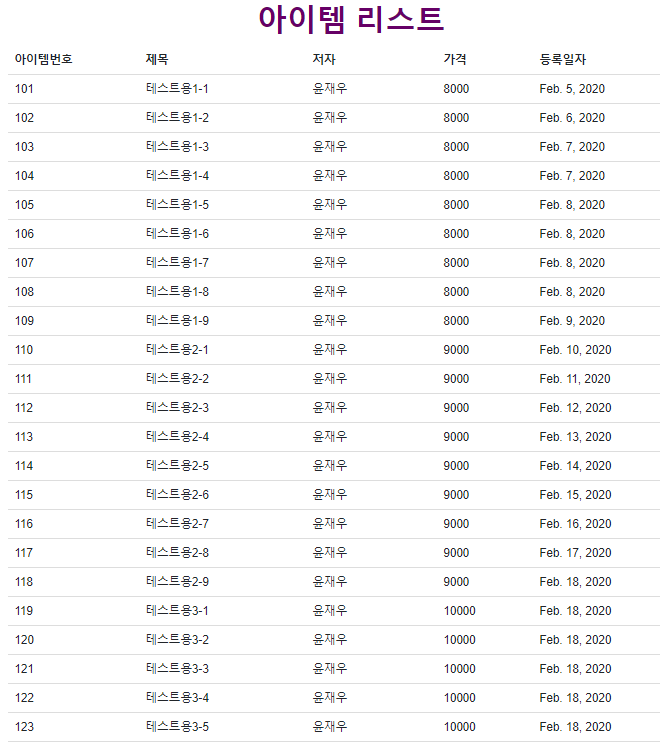 아이템 리스트
아이템번호 제목 저자 가격 등록일자
101 테스트용1-1 윤재우 8000 Feb. 5, 2020
102 테스트용1-2 윤재우 8000 Feb. 6, 2020
103 테스트용1-3 윤재우 8000 Feb. 7, 2020
104 테스트용1-4 윤재우 8000 Feb. 7, 2020
105 테스트용1-5 윤재우 8000 Feb. 8, 2020
106 테스트용1-6 윤재우 8000 Feb. 8, 2020
107 테스트용1-7 윤재우 8000 Feb. 8, 2020
108 테스트용1-8 윤재우 8000 Feb. 8, 2020
109 테스트용1-9 윤재우 8000 Feb. 9, 2020
110 테스트용2-1 윤재우 9000 Feb. 10, 2020
111 테스트용2-2 윤재우 9000 Feb. 11, 2020
112 테스트용2-3 윤재우 9000 Feb. 12, 2020
113 테스트용2-4 윤재우 9000 Feb. 13, 2020
114 테스트용2-5 윤재우 9000 Feb. 14, 2020
115 테스트용2-6 윤재우 9000 Feb. 15, 2020
116 테스트용2-7 윤재우 9000 Feb. 16, 2020
117 테스트용2-8 윤재우 9000 Feb. 17, 2020
118 테스트용2-9 윤재우 9000 Feb. 18, 2020
119 테스트용3-1 윤재우 10000 Feb. 18, 2020
120 테스트용3-2 윤재우 10000 Feb. 18, 2020
121 테스트용3-3 윤재우 10000 Feb. 18, 2020
122 테스트용3-4 윤재우 10000 Feb. 18, 2020
123 테스트용3-5 윤재우 10000 Feb. 18, 2020